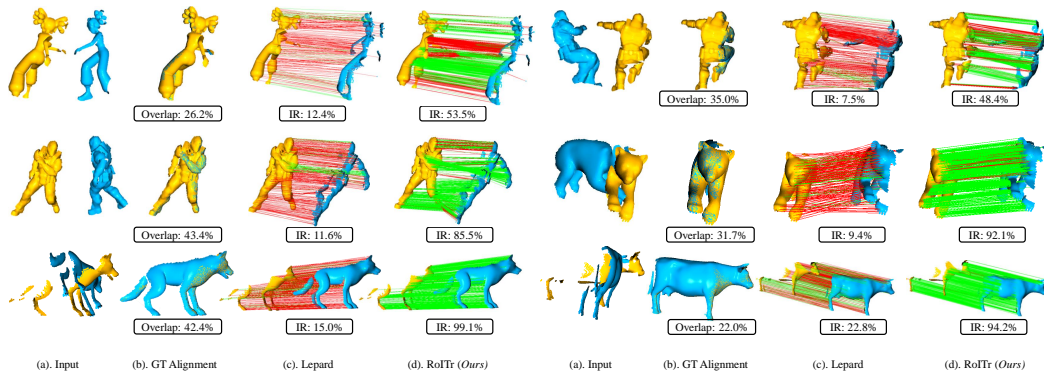 Overlap: 26.2%
IR: 12.4%
IR: 53.5%
Overlap: 35.0%
IR: 7.5%
IR: 48.4%
Overlap: 43.4%
IR: 11.6%
IR: 85.5%
Overlap: 31.7%
IR: 9.4%
IR: 92.1%
Overlap: 42.4%
IR: 15.0%
IR: 99.1%
Overlap: 22.0%
IR: 22.8%
IR: 94.2%
(a). Input
(b). GT Alignment
(c). Lepard
(d). RoITr (Ours)
(a). Input
(b). GT Alignment
(c). Lepard
(d). RoITr (Ours)